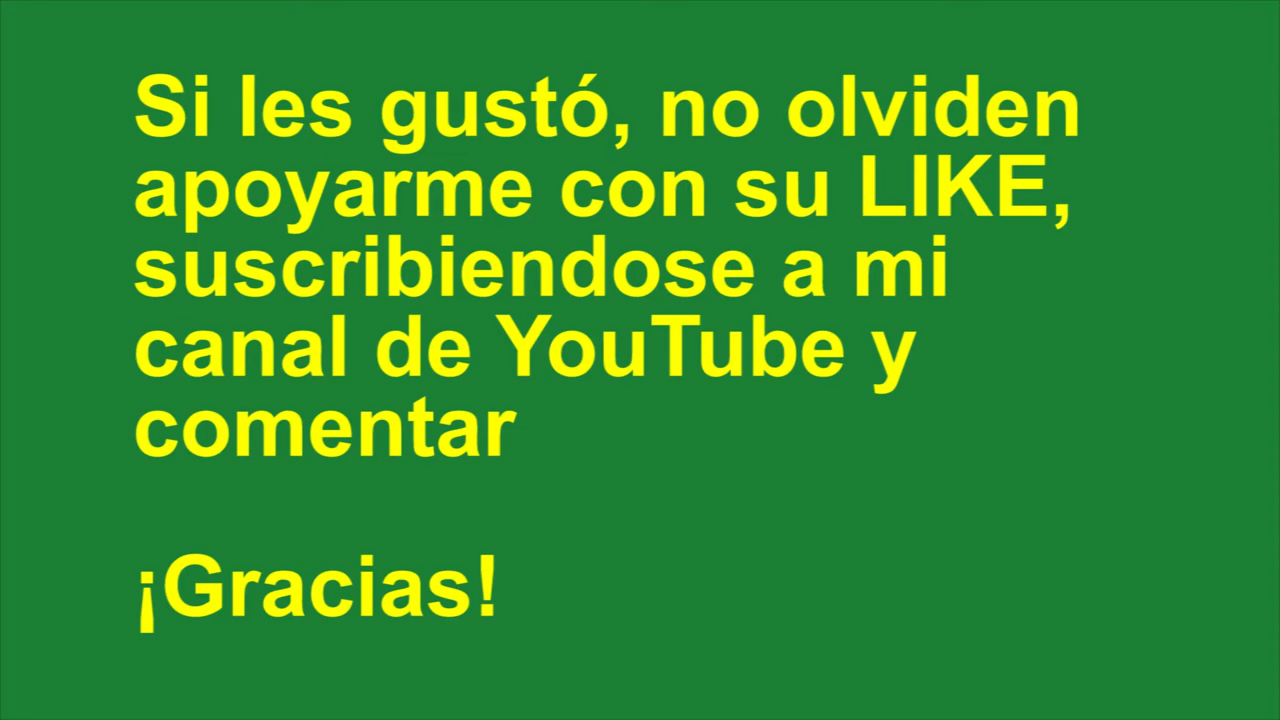 Si les gustó, no olviden
apoyarme con su LIKE,
suscribiendose a mi
canal de YouTube y
comentar
¡Gracias!